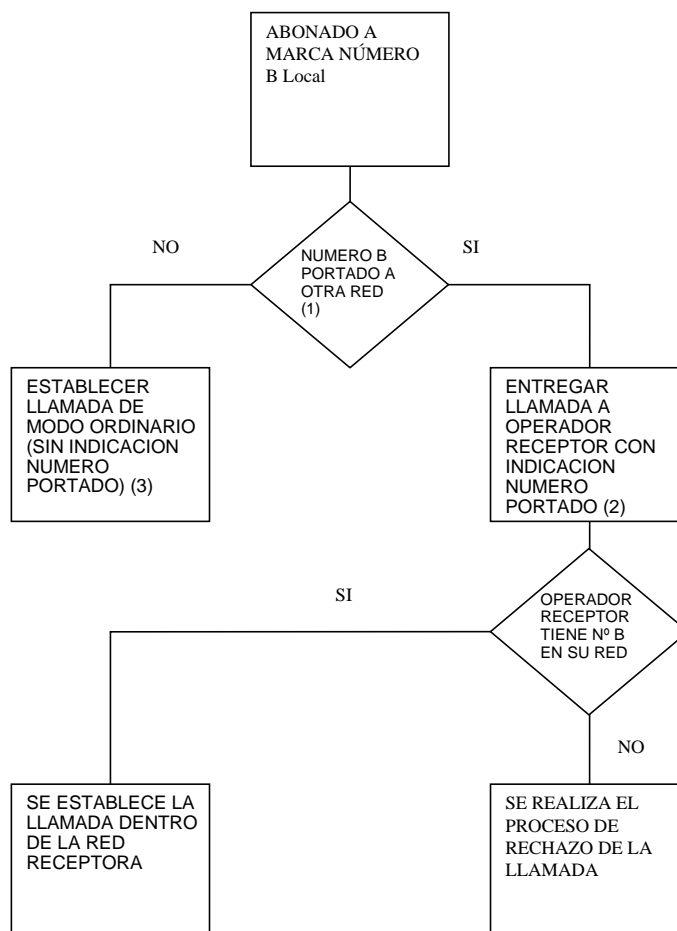 ABONADO A
MARCA NÚMERO
B Local
NO
SI
NUMERO B
PORTADO A
OTRA RED
(1)
ESTABLECER
LLAMADA DE
MODO ORDINARIO
(SIN INDICACION
NUMERO
PORTADO) (3)
ENTREGAR
LLAMADA A
OPERADOR
RECEPTOR CON
INDICACION
NUMERO
PORTADO (2)
SI
OPERADOR
RECEPTOR
TIENE Nº B
EN SU RED
NO
SE ESTABLECE LA
LLAMADA DENTRO
DE LA RED
RECEPTORA
SE REALIZA EL
PROCESO DE
RECHAZO DE LA
LLAMADA